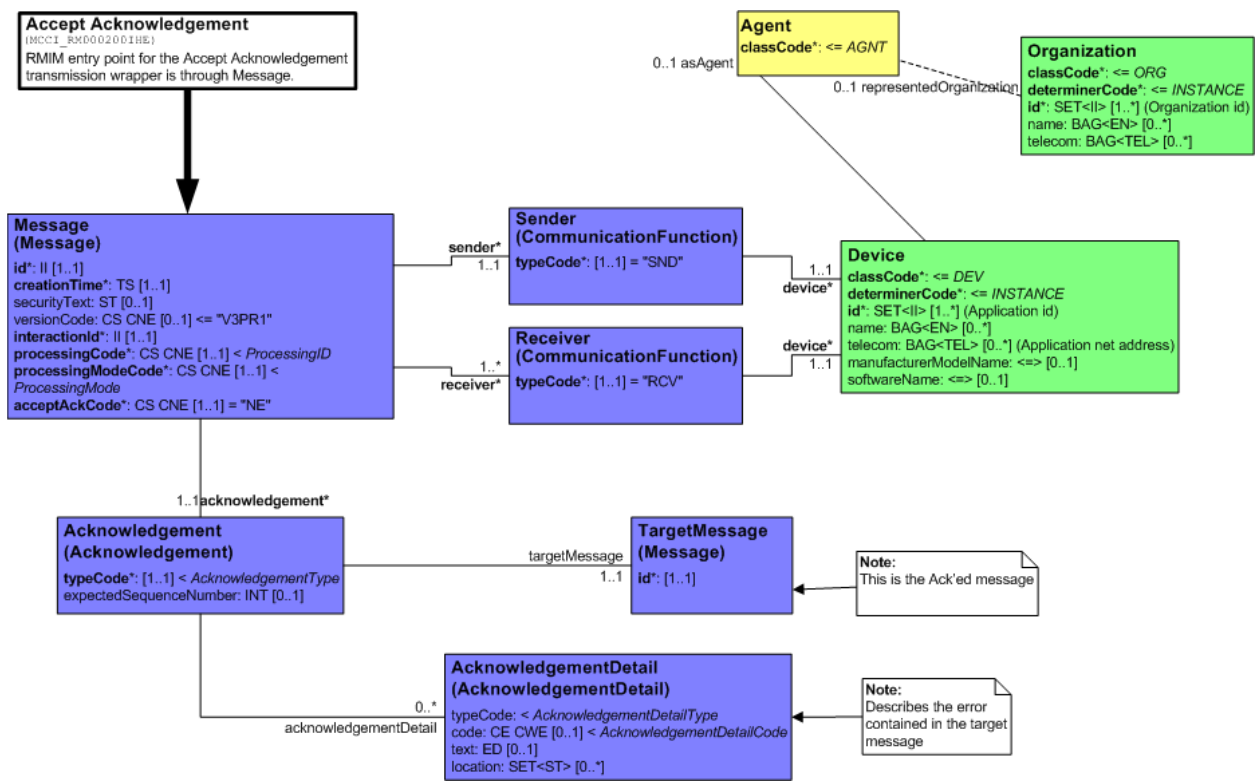 Accept Acknowledgement
(MCCI_RM000200IHE)
RMIM entry point for the Accept Acknowledgement
transmission wrapper is through Message.
Agent
classCode*: <= AGNT
0..1 asAgent
0..1 representedOrganization
Organization
classCode*: <= ORG
determinerCode*: <= INSTANCE
id*: SET<II> [1..*] (Organization id)
name: BAG<EN> [0..*]
telecom: BAG<TEL> [0..*]
Message
(Message)
id*: II [1..1]
creationTime*: TS [1..1]
securityText: ST [0..1]
versionCode: CS CNE [0..1] <= "V3PR1"
interactionId*: II [1..1]
processingCode*: CS CNE [1..1] < ProcessingID
processingModeCode*: CS CNE [1..1] <
ProcessingMode
acceptAckCode*: CS CNE [1..1] = "NE"
sender*
1..1
Sender
(CommunicationFunction)
typeCode*: [1..1] = "SND"
1..1
device*
1..*
receiver*
Receiver
(CommunicationFunction)
typeCode*: [1..1] = "RCV"
device*
1..1
Device
classCode*: <= DEV
determinerCode*: <= INSTANCE
id*: SET<II> [1..*] (Application id)
name: BAG<EN> [0..*]
telecom: BAG<TEL> [0..*] (Application net address)
manufacturerModelName: <=> [0..1]
softwareName: <=> [0..1]
1..1acknowledgement*
Acknowledgement
(Acknowledgement)
typeCode*: [1..1] < AcknowledgementType
expectedSequenceNumber: INT [0..1]
targetMessage
1..1
TargetMessage
(Message)
id*: [1..1]
Note:
This is the Ack'ed message
0..*
acknowledgementDetail
AcknowledgementDetail
(AcknowledgementDetail)
typeCode: < AcknowledgementDetailType
code: CE CWE [0..1] < AcknowledgementDetailCode
text: ED [0..1]
location: SET<ST> [0..*]
Note:
Describes the error
contained in the target
message